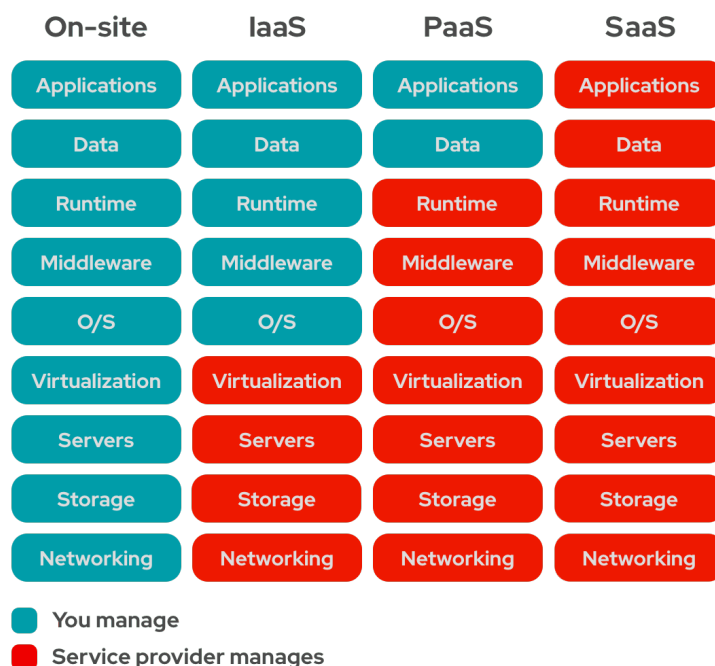 On-site IaaS PaaS SaaS
Applications Applications Applications Applications
Data Data Data Data
Runtime Runtime Runtime Runtime
Middleware Middleware Middleware Middleware
O/S O/S O/S O/S
Virtualization Virtualization Virtualization Virtualization
Servers Servers Servers Servers
Storage Storage Storage Storage
Networking Networking Networking Networking
You manage
Service provider manages